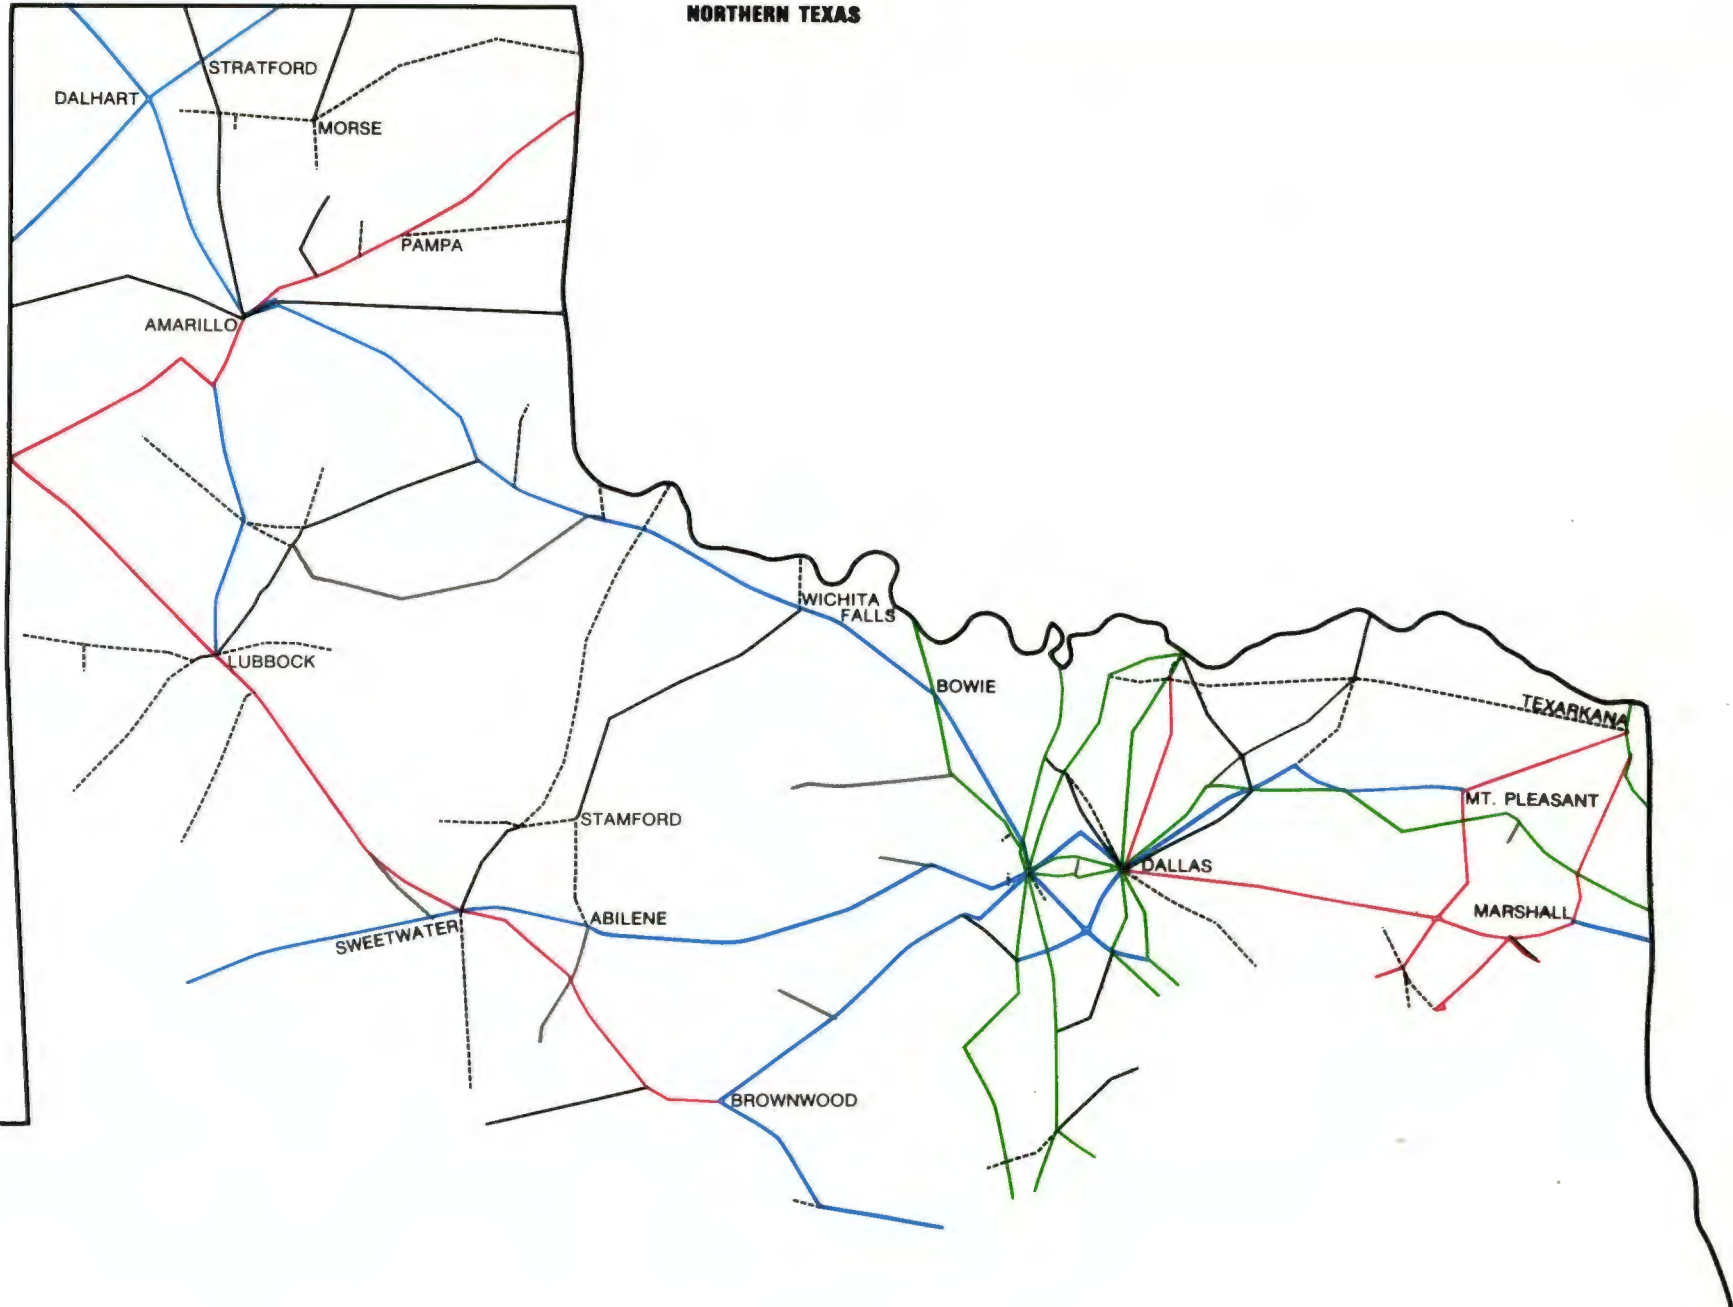 NORTHERN TEXAS
STRATFORD
DALHART
MORSE
PAMPA
AMARILLO
WICHITA
FALLS
LUBBOCK
BOWIE
TEXARKANA
MT. PLEASANT
STAMFORD
DALLAS
MARSHALL
ABILENE
SWEETWATER
BROWNWOOD